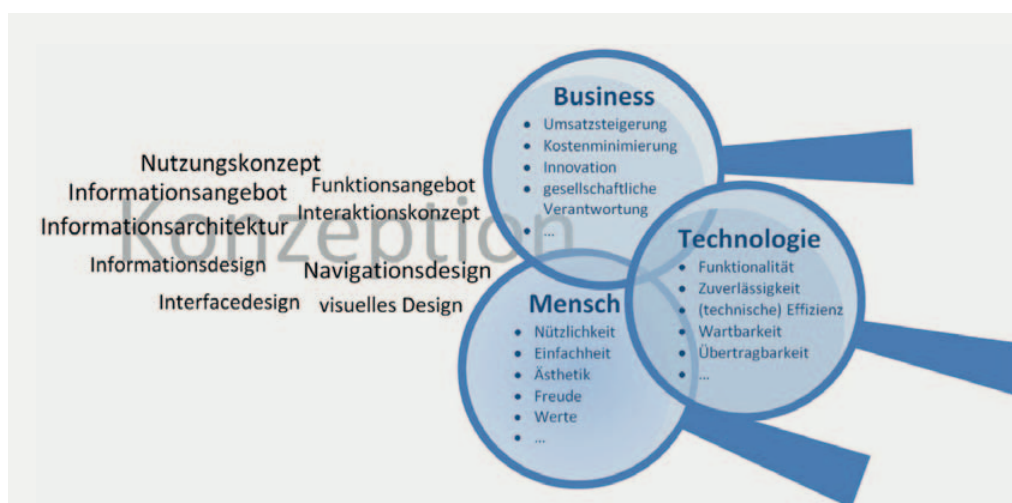 Konzeption
Nutzungskonzept
Informationsangebot
Funktionsangebot
Informationsarchitektur
Interaktionskonzept
Informationsdesign
Navigationsdesign
Interfacedesign
visuelles Design
Business
• Umsatzsteigerung
• Kostenminimierung
• Innovation
• gesellschaftliche
Verantwortung
• ...
Technologie
• Funktionalität
• Zuverlässigkeit
• (technische) Effizienz
• Wartbarkeit
• Übertragbarkeit
• ...
Mensch
• Nützlichkeit
• Einfachheit
• Ästhetik
• Freude
• Werte
• ...